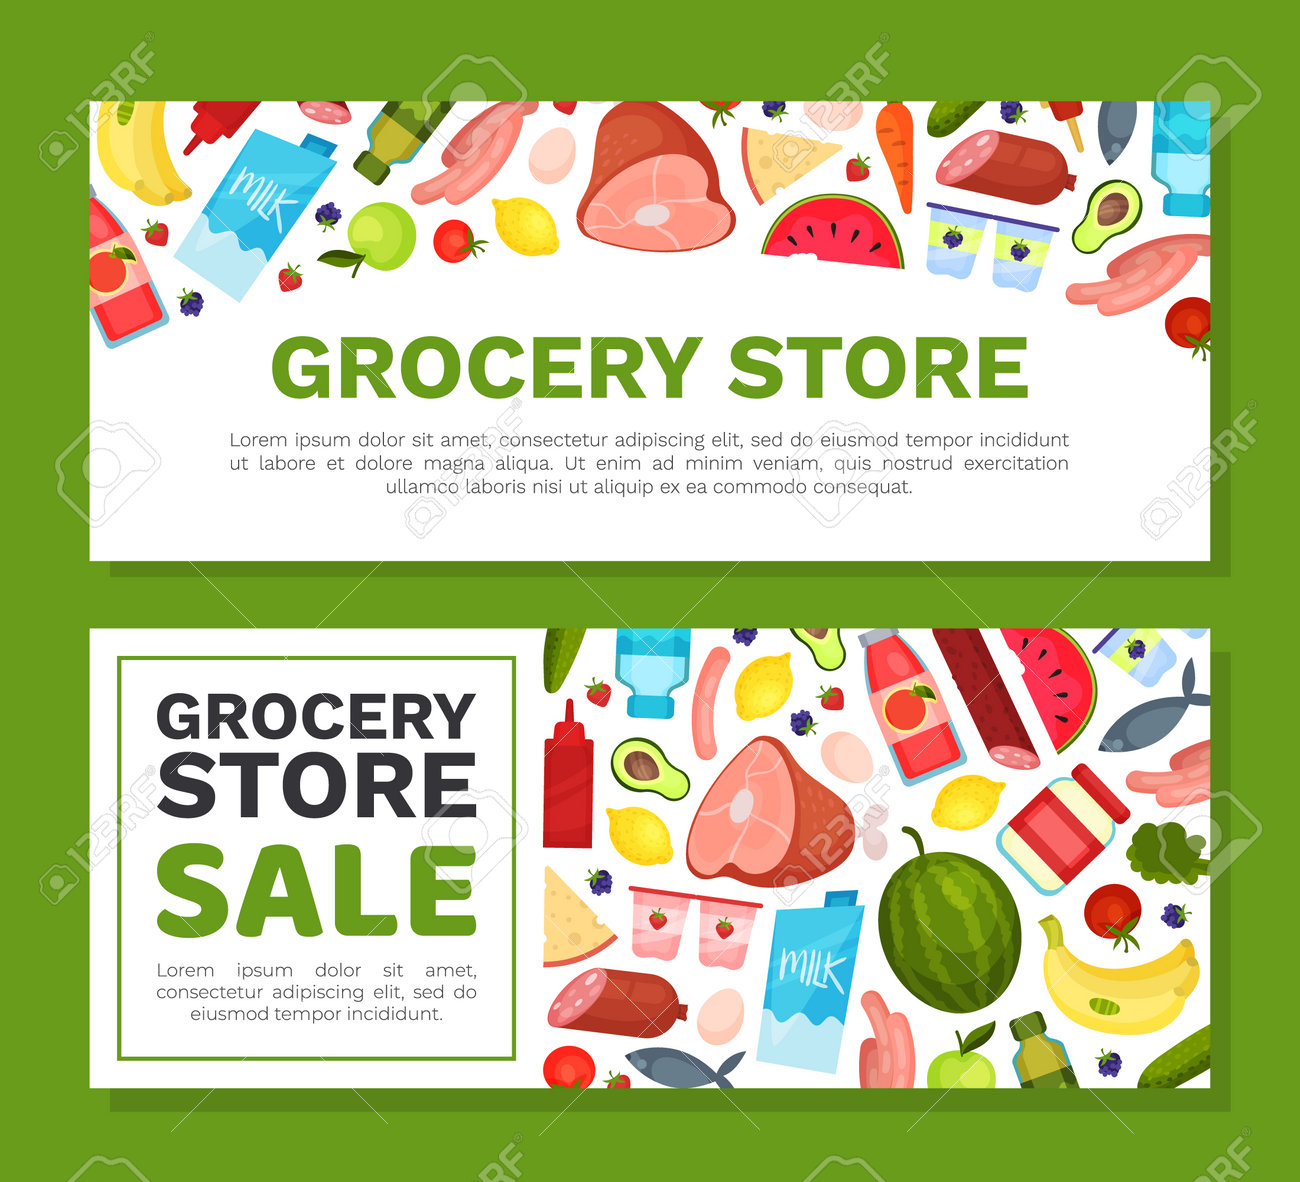 MILK
GROCERY STORE
Lorem ipsum dolor sit amet, consectetur adipiscing elit, sed do eiusmod tempor incididunt
ut labore et dolore magna aliqua. Ut enim ad minim veniam, quis nostrud exercitation
ullamco laboris nisi ut aliquip ex ea commodo consequat.
GROCERY
STORE
SALE
Lorem ipsum dolor sit amet,
consectetur adipiscing elit, sed do
eiusmod tempor incididunt.
MILK
123RF